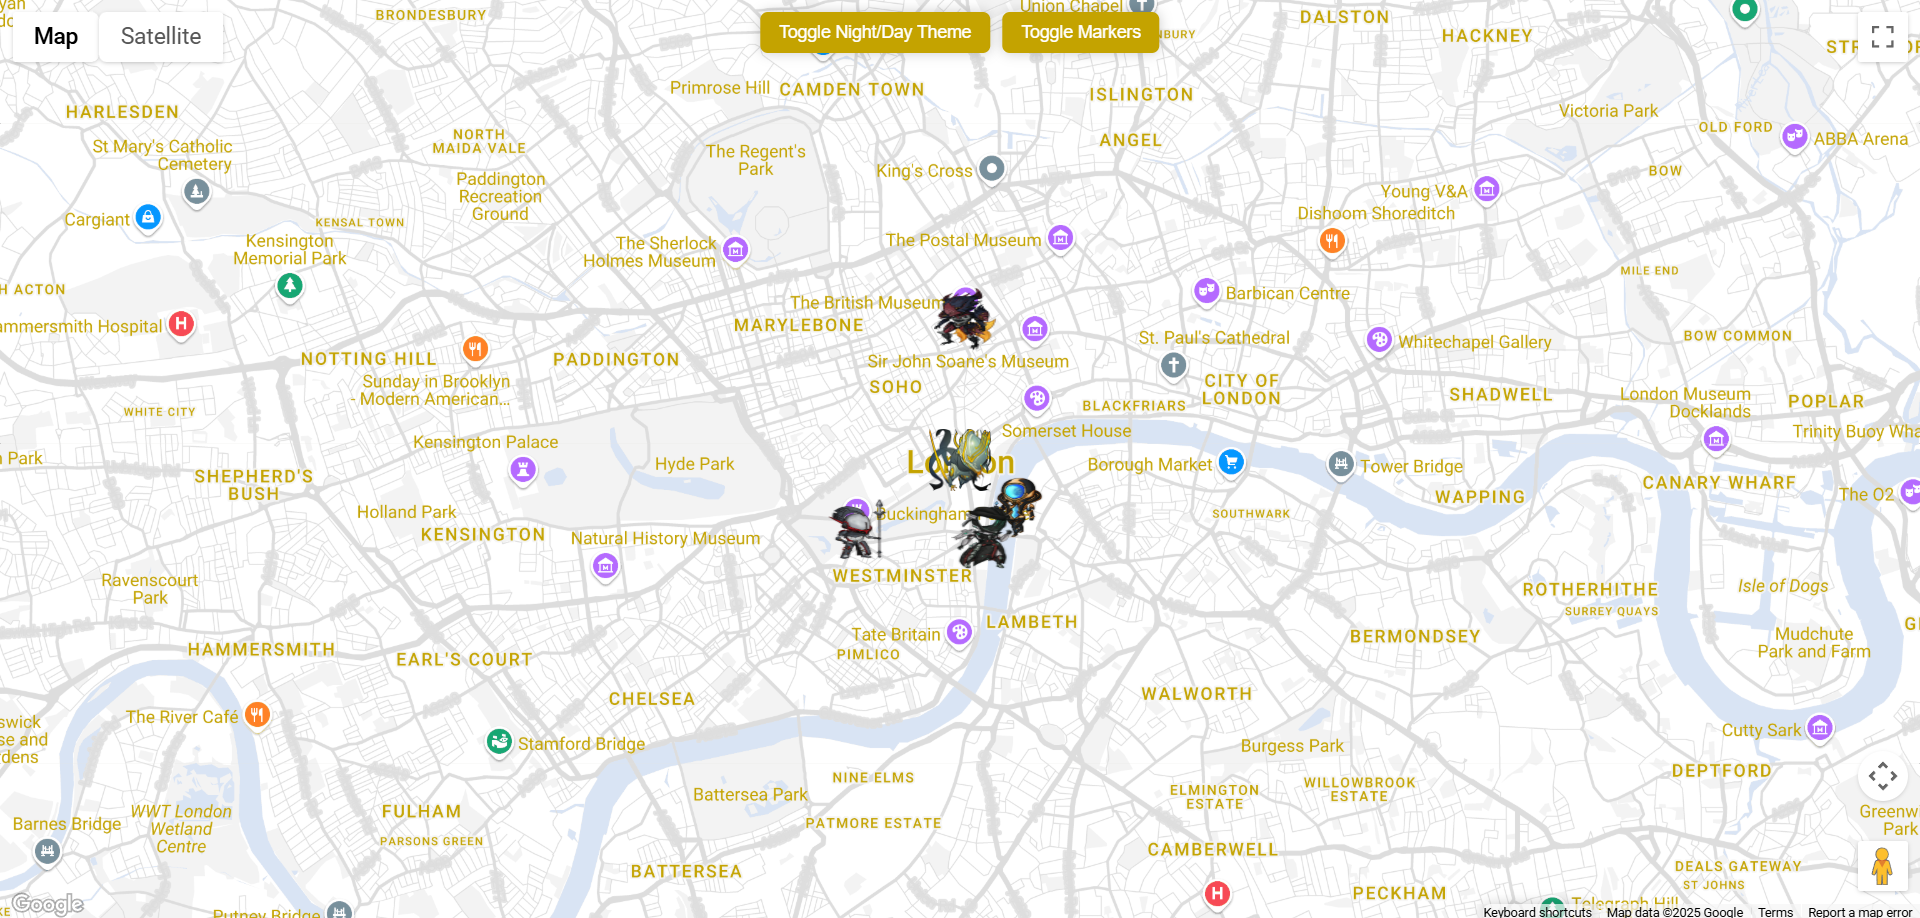 BRONDESBURY
Union Chapel
DALSTON
HACKNEY
Map
Satellite
Toggle Night/Day Theme
Toggle Markers
Primrose Hill
CAMDEN TOWN
ISLINGTON
Victoria Park
HARLESDEN
OLD FORD
ABBA Arena
NORTH
MAIDA VALE
ANGEL
St Mary's Catholic
Cemetery
The Regent's
Park
King's Cross
BOW
Paddington
Recreation
Ground
Young V&A
Dishoom Shoreditch
Cargiant
KENSAL TOWN
Kensington
Memorial Park
The Sherlock
Holmes Museum
The Postal Museum
MILE END
H ACTON
The British Museum
Barbican Centre
ammersmith Hospital
MARYLEBONE
St. Paul's Cathedral
Whitechapel Gallery
BOW COMMON
NOTTING HILL
PADDINGTON
Sir John Soane's Museum
SOHO
CITY OF
LONDON
SHADWELL
London Museum
Docklands
POPLAR
Sunday in Brooklyn
- Modern American...
WHITE CITY
BLACKFRIARS
Kensington Palace
Somerset House
Trinity Buoy Wha
n Park
SHEPHERD'S
BUSH
Hyde Park
Borough Market
Tower Bridge
CANARY WHARF
The O2
WAPPING
Holland Park
Buckingham
SOUTHWARK
KENSINGTON
Natural History Museum
Ravenscourt
Park
WESTMINSTER
ROTHERHITHE
Isle of Dogs
SURREY QUAYS
LAMBETH
Tate Britain
PIMLICO
BERMONDSEY
Mudchute
Park and Farm
HAMMERSMITH
EARL'S COURT
CHELSEA
WALWORTH
The River Café
swick
se and
rdens
Stamford Bridge
Cutty Sark
Burgess Park
DEPTFORD
NINE ELMS
Battersea Park
ELMINGTON
ESTATE
WILLOWBROOK
ESTATE
WWT London
Wetland
Centre
FULHAM
Barnes Bridge
PATMORE ESTATE
Greenw
Park
PARSONS GREEN
CAMBERWELL
BATTERSEA
DEALS GATEWAY
ST JOHNS
PECKHAM
Telegraph Hill
Google
Putney Bridge
Keyboard shortcuts
Map data ©2025 Google
Terms
Report a map error